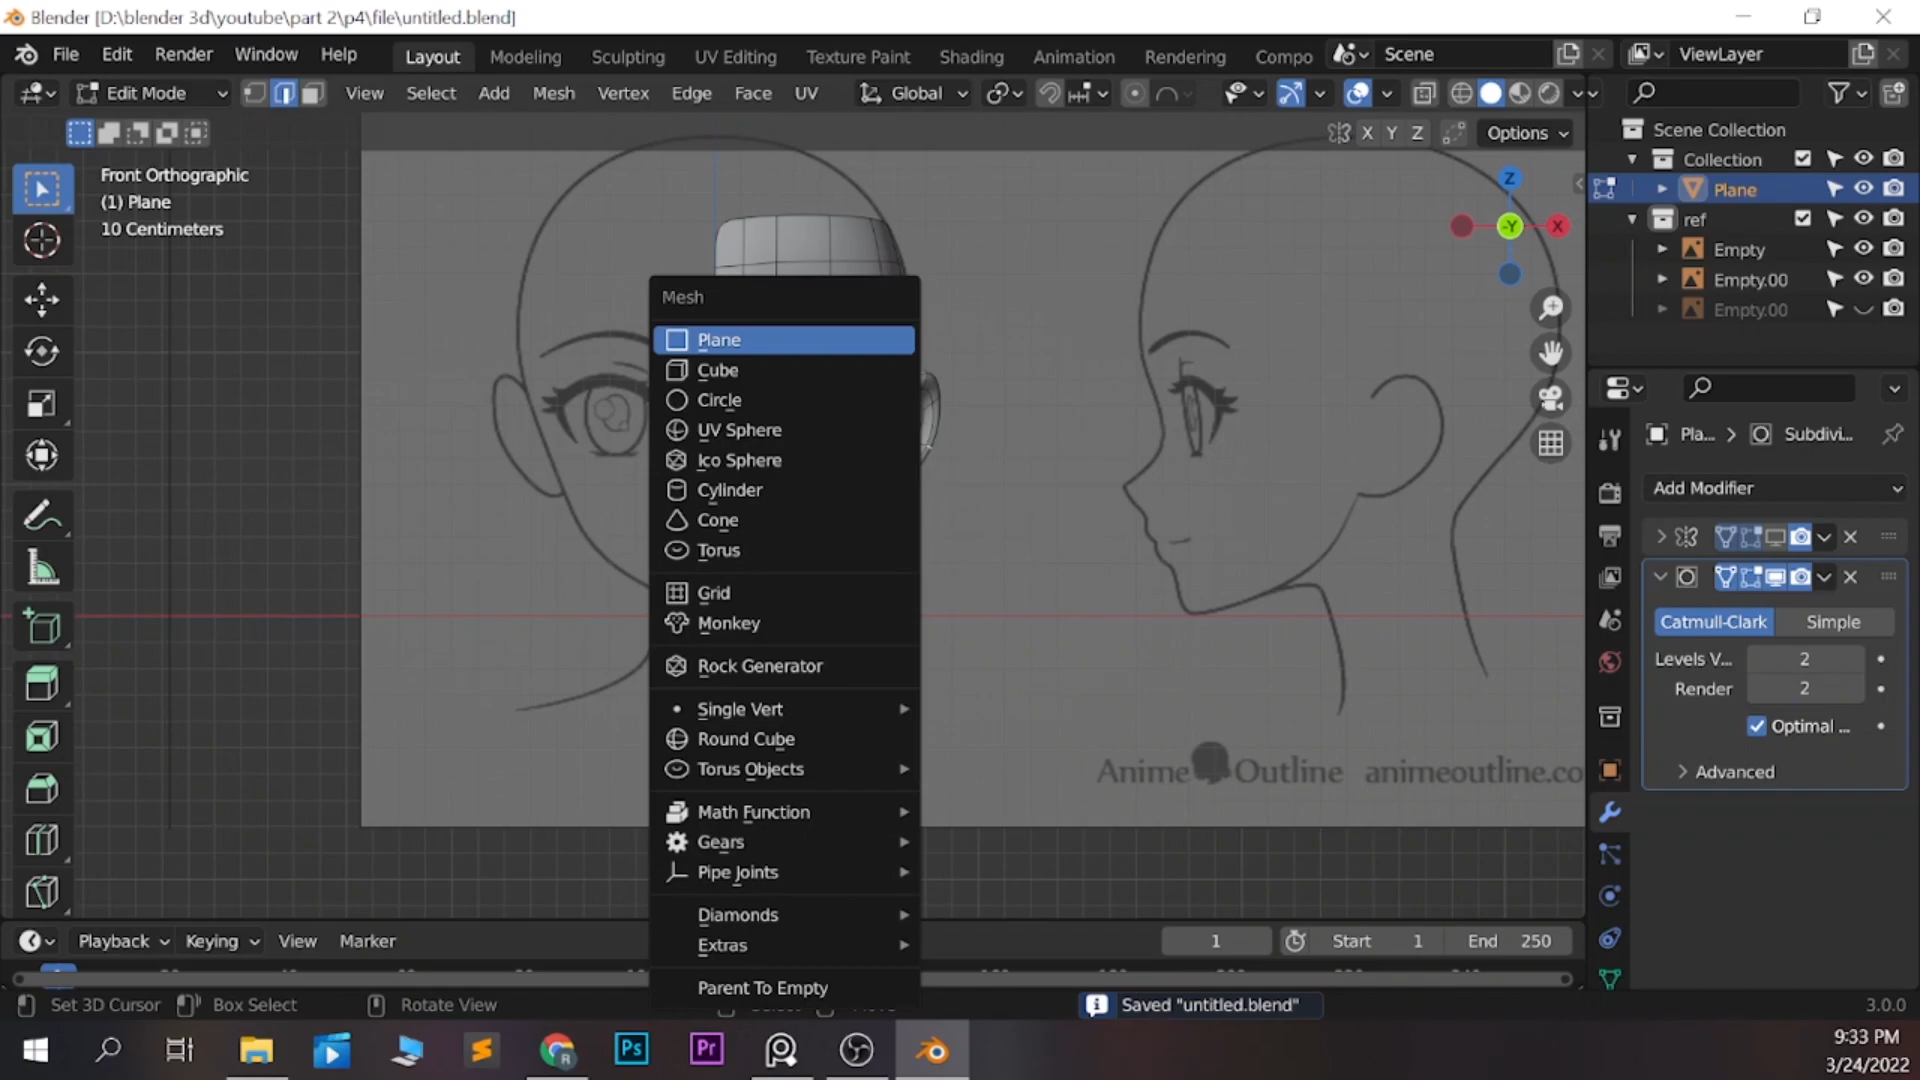 Blender [D:\blender 3d\youtube\part 2\p4\file\untitled.blend]
File Edit Render Window Help Layout Modeling Sculpting UV Editing Texture Paint Shading Animation Rendering Compo Scene ViewLayer
Edit Mode View Select Add Mesh Vertex Edge Face UV Global
X Y Z Options
Front Orthographic
(1) Plane
10 Centimeters
Z
-Y
X
Scene Collection
Collection
Plane
ref
Empty
Empty.00
Empty.00
Mesh
Plane
Cube
Circle
UV Sphere
Ico Sphere
Cylinder
Cone
Torus
Grid
Monkey
Rock Generator
Single Vert
Round Cube
Torus Objects
Math Function
Gears
Pipe Joints
Diamonds
Extras
Parent To Empty
Anime Outline animeoutline.co
Pla... Subdivi...
Add Modifier
Catmull-Clark Simple
Levels V... 2
Render 2
Optimal ...
Advanced
Playback Keying View Marker 1 Start 1 End 250
Set 3D Cursor Box Select Rotate View Saved "untitled.blend" 3.0.0
Ps Pr
9:33 PM
3/24/2022